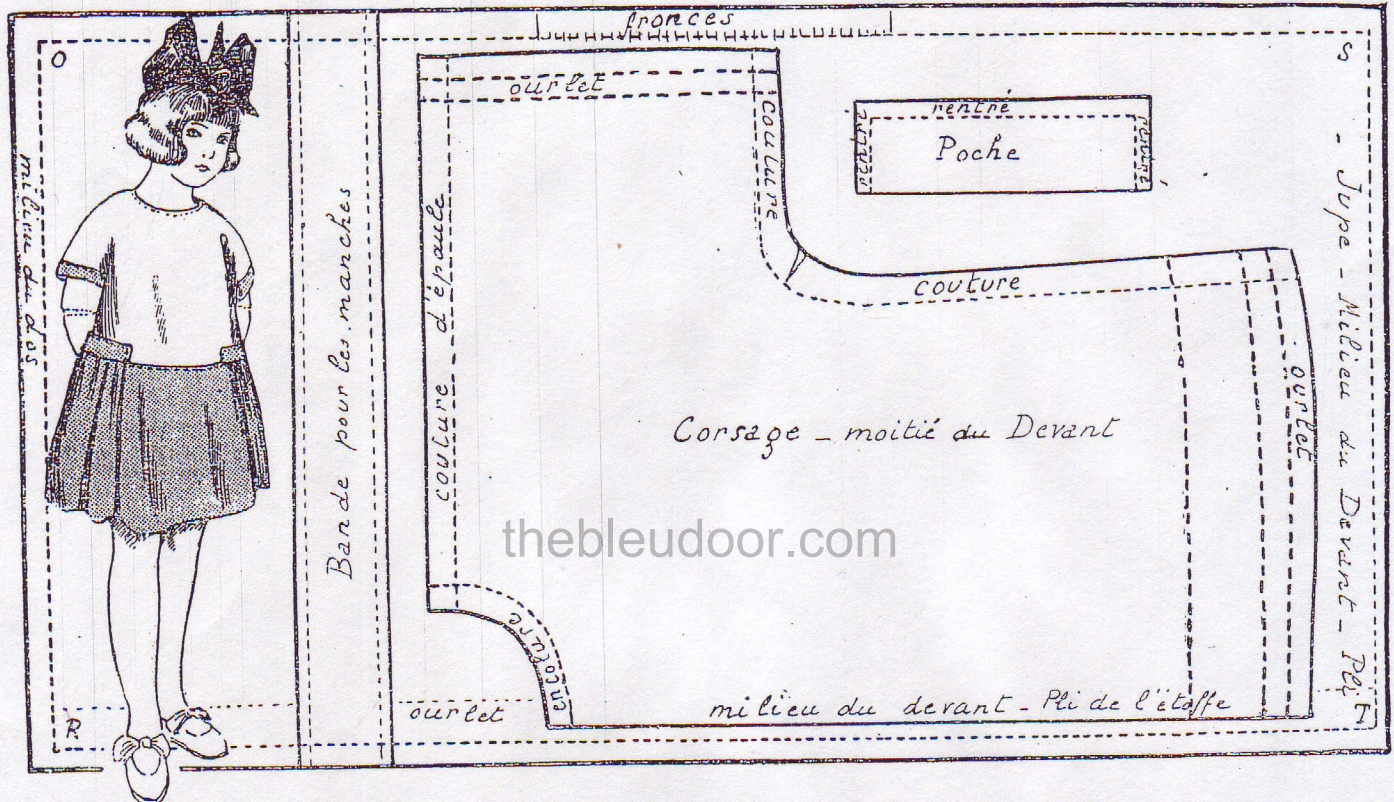 fronces
O
S
ourlet
couture
rentré
rentré
rentré
Poche
milieu du dos
Bande pour les manches
couture d'épaule
couture
- Jupe - Milieu du Devant - Pli
Corsage - moitié du Devant
ourlet
thebleudoor.com
encolure
R
ourlet
milieu du devant - Pli de l'étoffe
T